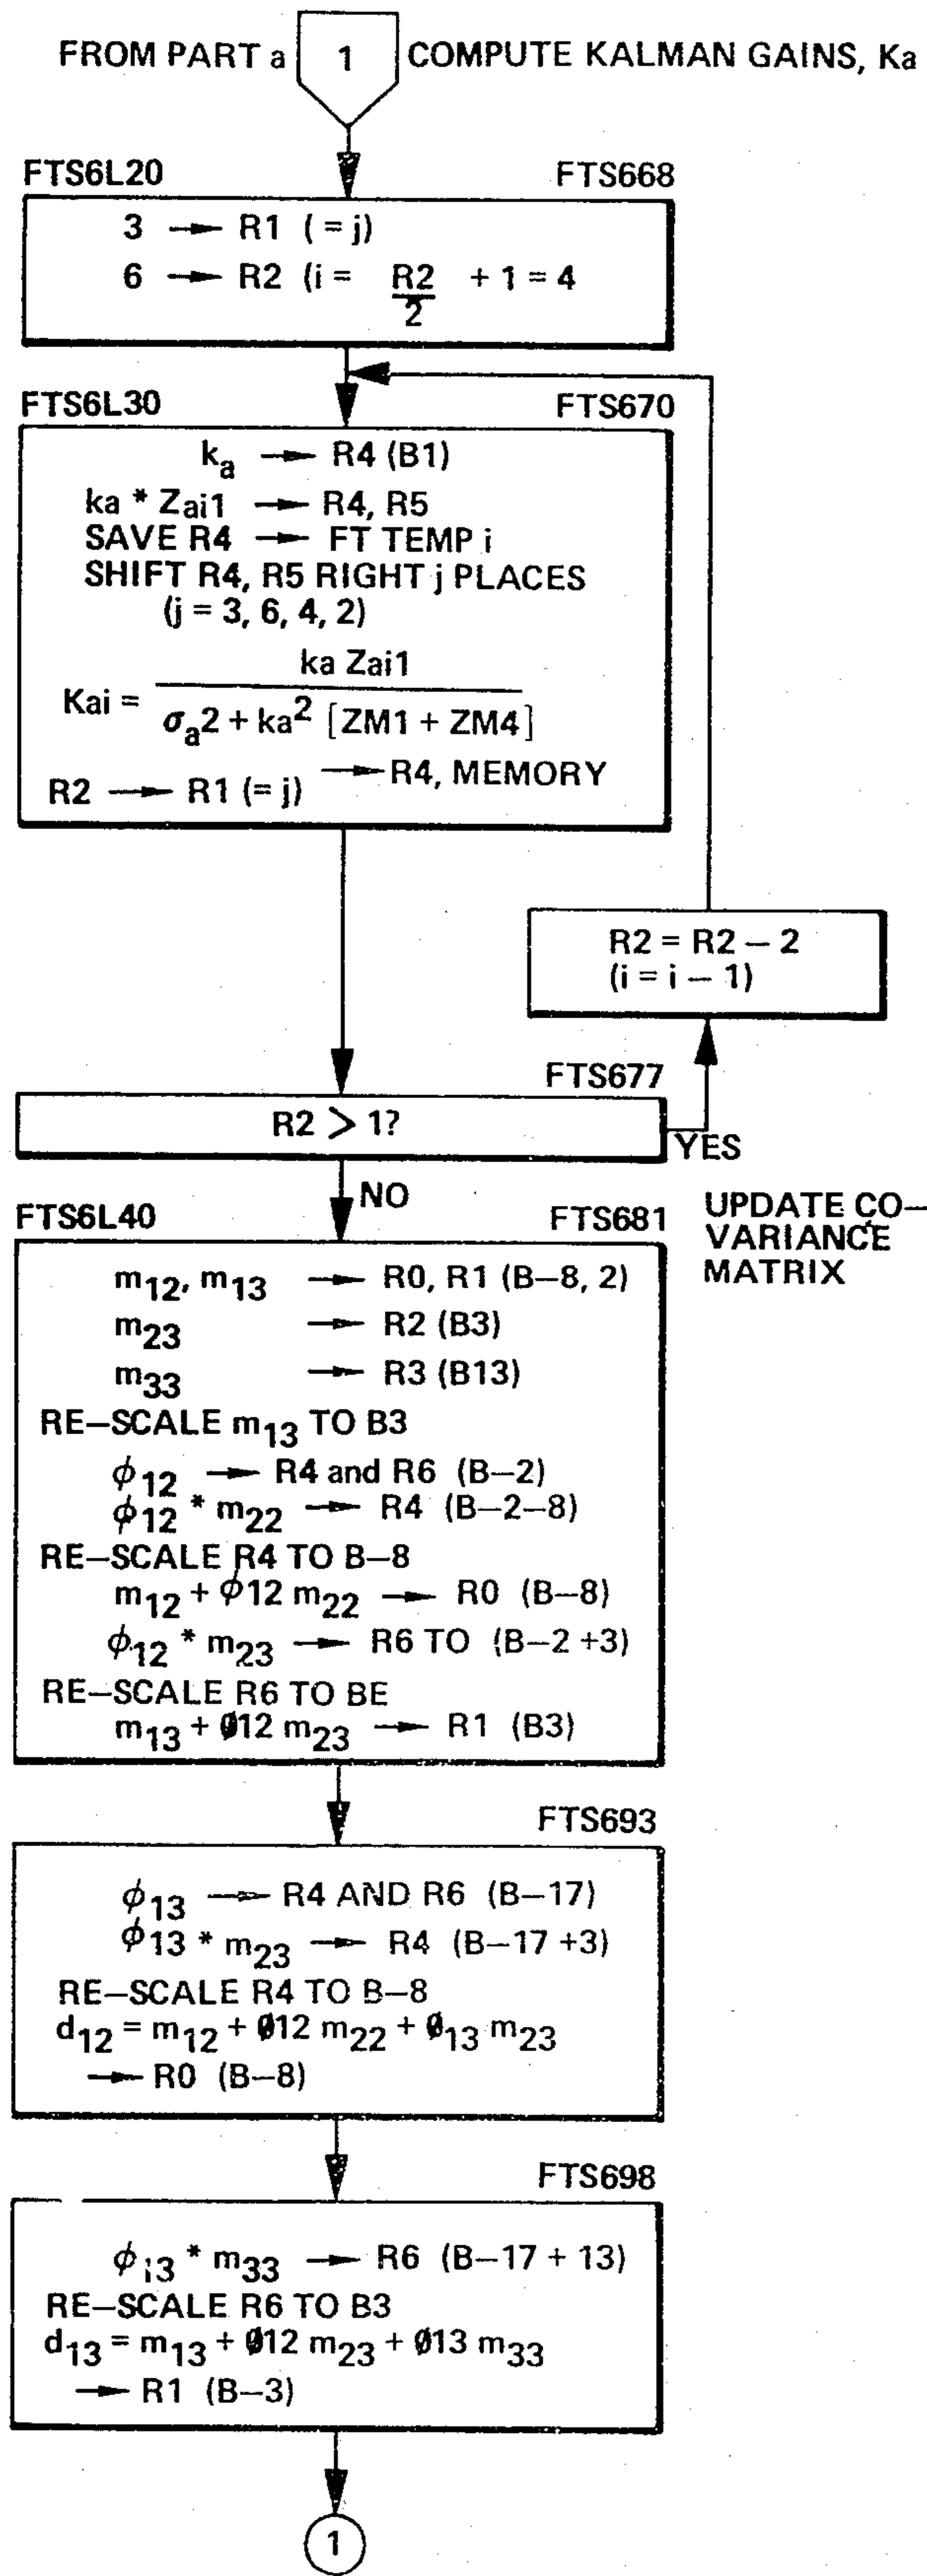 FROM PART a 1 COMPUTE KALMAN GAINS, Ka
FTS6L20 FTS668
3 → R1 (= j)
6 → R2 (i = R2/2 + 1 = 4
FTS6L30 FTS670
ka → R4 (B1)
ka * Zai1 → R4, R5
SAVE R4 → FT TEMP i
SHIFT R4, R5 RIGHT j PLACES
(j = 3, 6, 4, 2)
Kai = ka Zai1 / σa2 + ka² [ZM1 + ZM4]
→ R4, MEMORY
R2 → R1 (= j)
R2 = R2 – 2
(i = i – 1)
FTS677
R2 > 1?
YES
NO
FTS6L40 FTS681
UPDATE CO–
VARIANCE
MATRIX
m12, m13 → R0, R1 (B–8, 2)
m23 → R2 (B3)
m33 → R3 (B13)
RE–SCALE m13 TO B3
ϕ12 → R4 and R6 (B–2)
ϕ12 * m22 → R4 (B–2–8)
RE–SCALE R4 TO B–8
m12 + ϕ12 m22 → R0 (B–8)
ϕ12 * m23 → R6 TO (B–2 +3)
RE–SCALE R6 TO BE
m13 + Ø12 m23 → R1 (B3)
FTS693
ϕ13 → R4 AND R6 (B–17)
ϕ13 * m23 → R4 (B–17 +3)
RE–SCALE R4 TO B–8
d12 = m12 + Ø12 m22 + Ø13 m23
→ R0 (B–8)
FTS698
ϕ13 * m33 → R6 (B–17 + 13)
RE–SCALE R6 TO B3
d13 = m13 + Ø12 m23 + Ø13 m33
→ R1 (B–3)
1